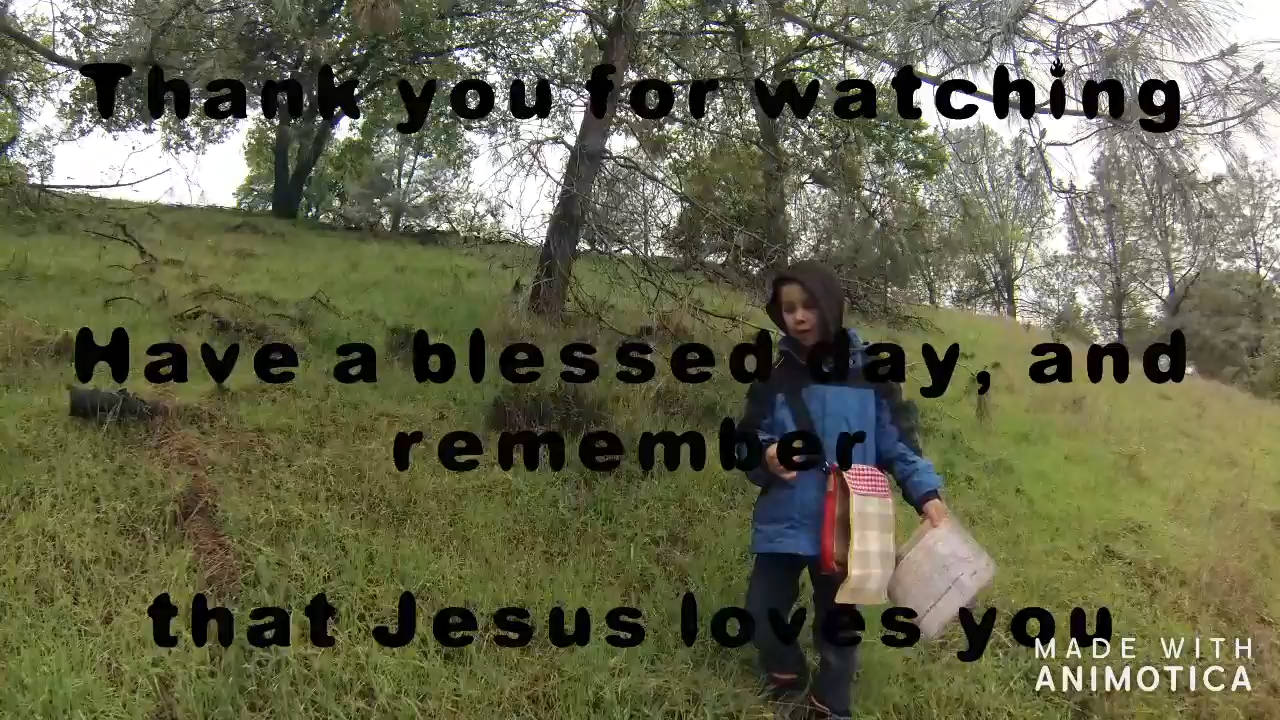 Thank you for watching
Have a blessed day, and
remember
that Jesus loves you
MADE WITH
ANIMOTICA